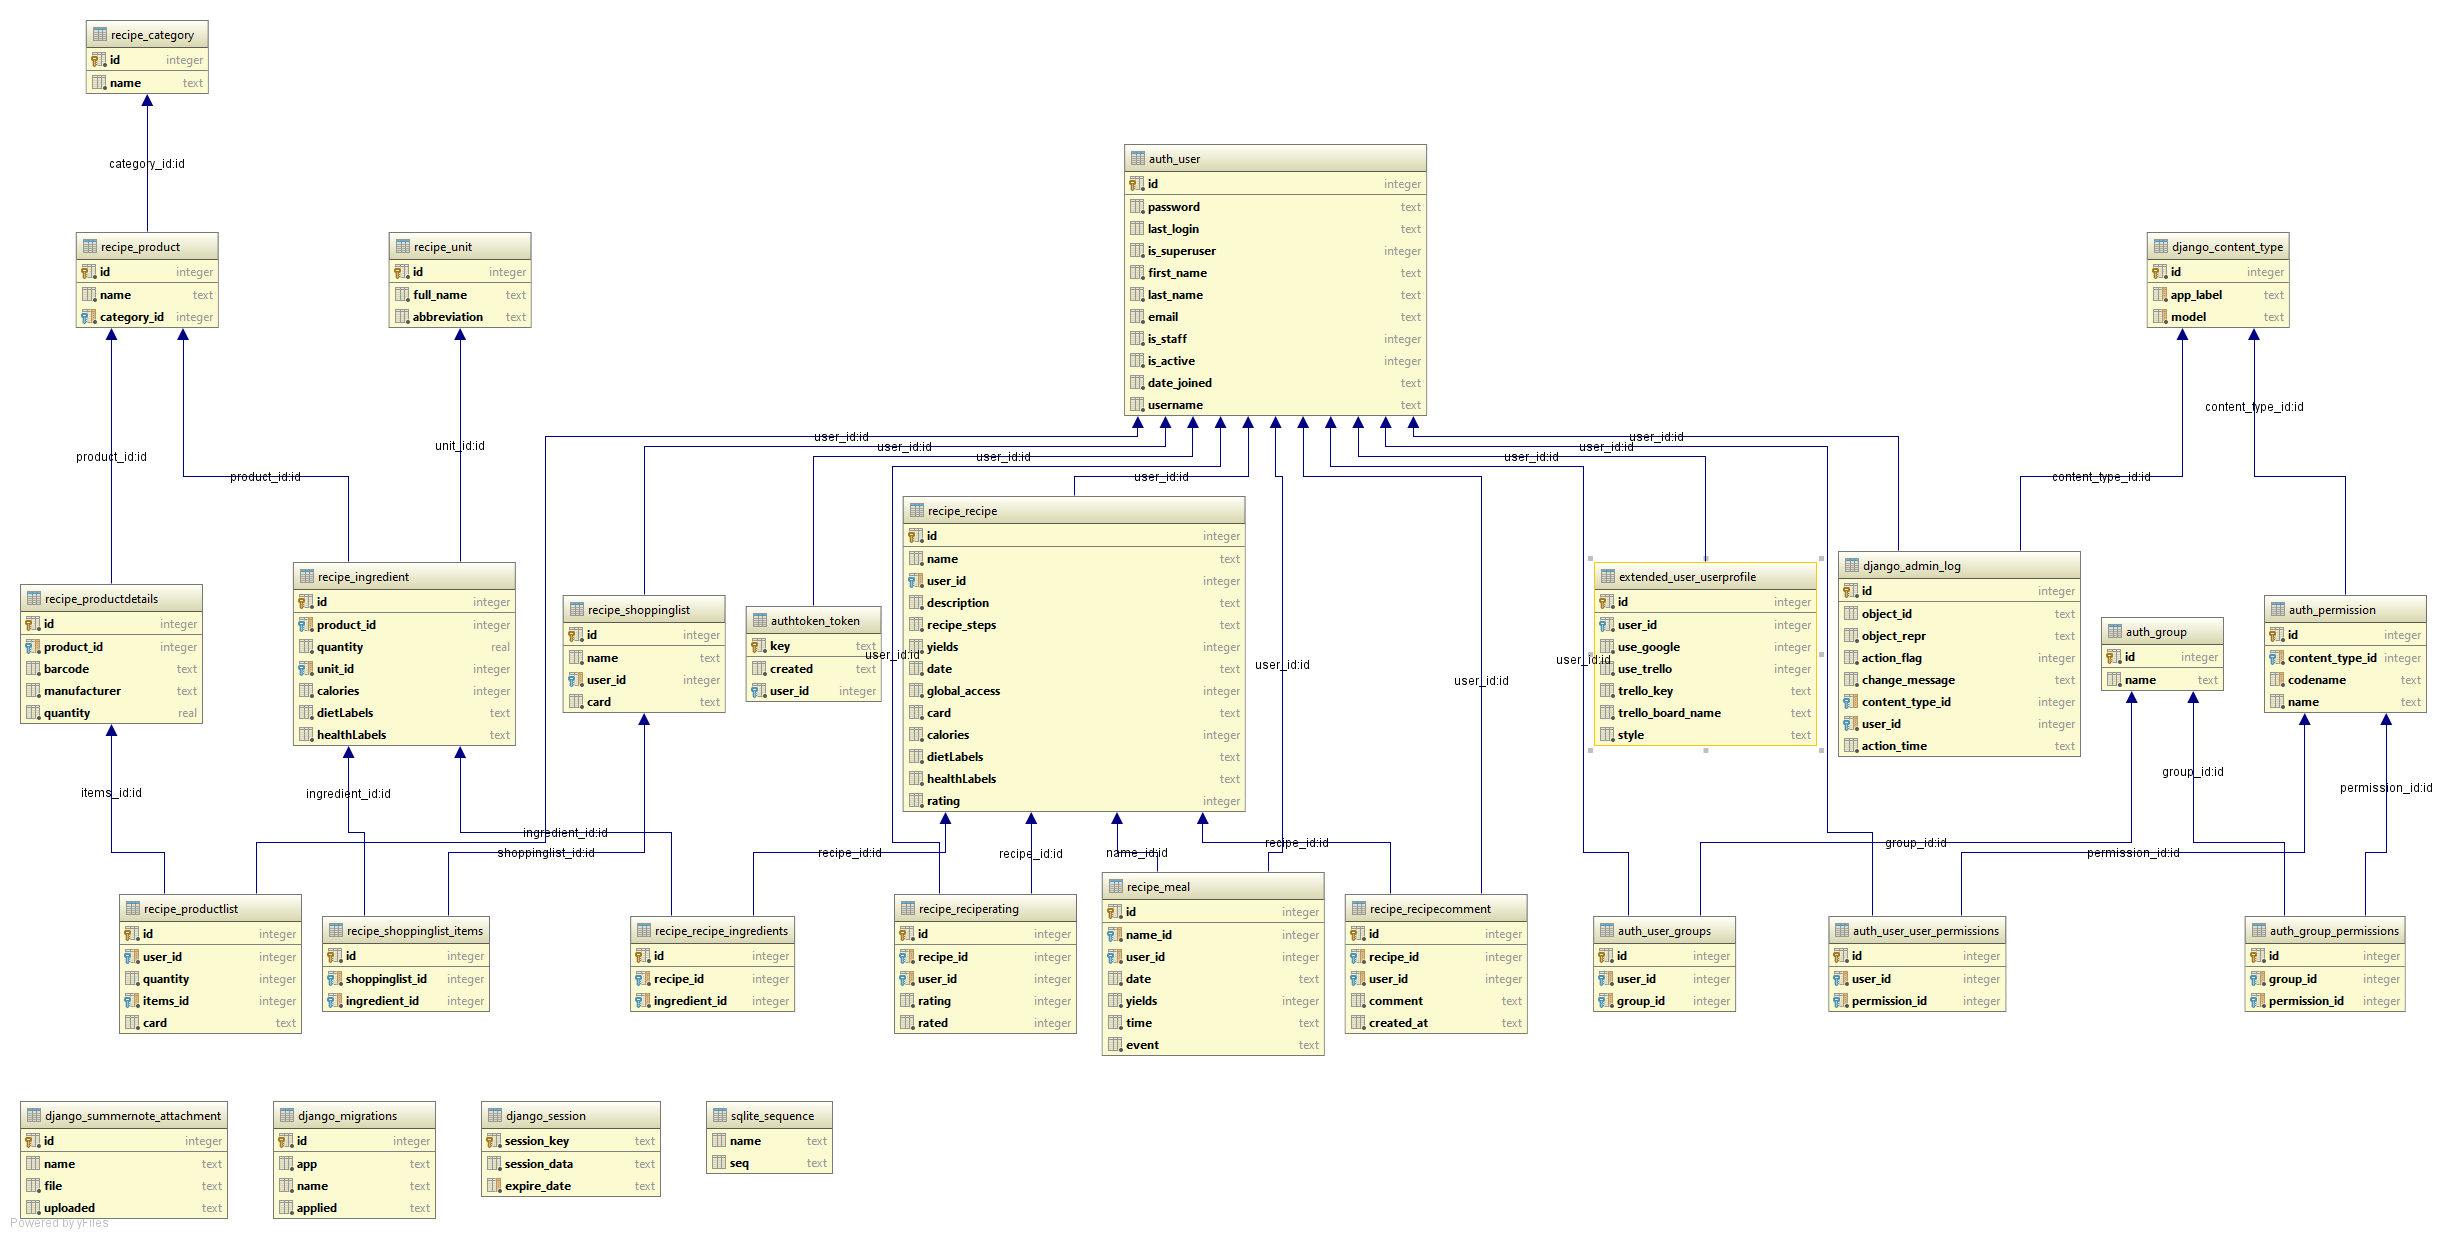 recipe_category
id integer
name text
category_id:id
recipe_product
id integer
name text
category_id integer
recipe_unit
id integer
full_name text
abbreviation text
auth_user
id integer
password text
last_login text
is_superuser integer
first_name text
last_name text
email text
is_staff integer
is_active integer
date_joined text
username text
django_content_type
id integer
app_label text
model text
product_id:id
product_id:id
unit_id:id
user_id:id
user_id:id
user_id:id
user_id:id
user_id:id
user_id:id
user_id:id
user_id:id
user_id:id
user_id:id
user_id:id
content_type_id:id
content_type_id:id
recipe_productdetails
id integer
product_id integer
barcode text
manufacturer text
quantity real
recipe_ingredient
id integer
product_id integer
quantity real
unit_id integer
calories integer
dietLabels text
healthLabels text
recipe_shoppinglist
id integer
name text
user_id integer
card text
authtoken_token
key text
created text
user_id integer
recipe_recipe
id integer
name text
user_id integer
description text
recipe_steps text
yields integer
date text
global_access integer
card text
calories integer
dietLabels text
healthLabels text
rating integer
extended_user_userprofile
id integer
user_id integer
use_google integer
use_trello integer
trello_key text
trello_board_name text
style text
django_admin_log
id integer
object_id text
object_repr text
action_flag integer
change_message text
content_type_id integer
user_id integer
action_time text
auth_group
id integer
name text
auth_permission
id integer
content_type_id integer
codename text
name text
items_id:id
ingredient_id:id
ingredient_id:id
shoppinglist_id:id
recipe_id:id
recipe_id:id
name_id:id
recipe_id:id
group_id:id
group_id:id
permission_id:id
permission_id:id
recipe_productlist
id integer
user_id integer
quantity integer
items_id integer
card text
recipe_shoppinglist_items
id integer
shoppinglist_id integer
ingredient_id integer
recipe_recipe_ingredients
id integer
recipe_id integer
ingredient_id integer
recipe_reciperating
id integer
recipe_id integer
user_id integer
rating integer
rated integer
recipe_meal
id integer
name_id integer
user_id integer
date text
yields integer
time text
event text
recipe_recipecomment
id integer
recipe_id integer
user_id integer
comment text
created_at text
auth_user_groups
id integer
user_id integer
group_id integer
auth_user_user_permissions
id integer
user_id integer
permission_id integer
auth_group_permissions
id integer
group_id integer
permission_id integer
django_summernote_attachment
id integer
name text
file text
uploaded text
django_migrations
id integer
app text
name text
applied text
django_session
session_key text
session_data text
expire_date text
sqlite_sequence
name text
seq text
Powered by yFiles